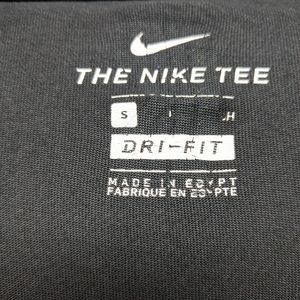 THE NIKE TEE
S
DRI-FIT
MADE IN EGYPT
FABRIQUE EN EGYPTE